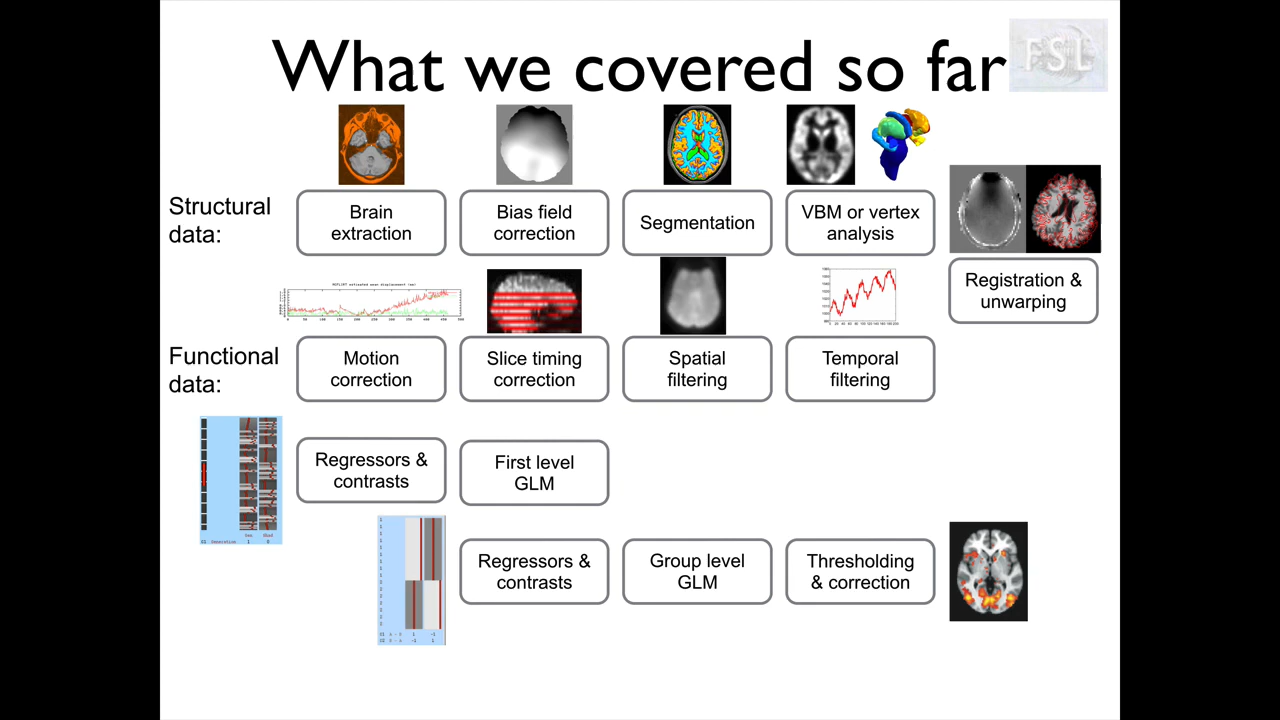 What we covered so far
FSL
Structural
data:
Brain
extraction
Bias field
correction
Segmentation
VBM or vertex
analysis
Registration &
unwarping
Functional
data:
Motion
correction
Slice timing
correction
Spatial
filtering
Temporal
filtering
Regressors &
contrasts
First level
GLM
Regressors &
contrasts
Group level
GLM
Thresholding
& correction